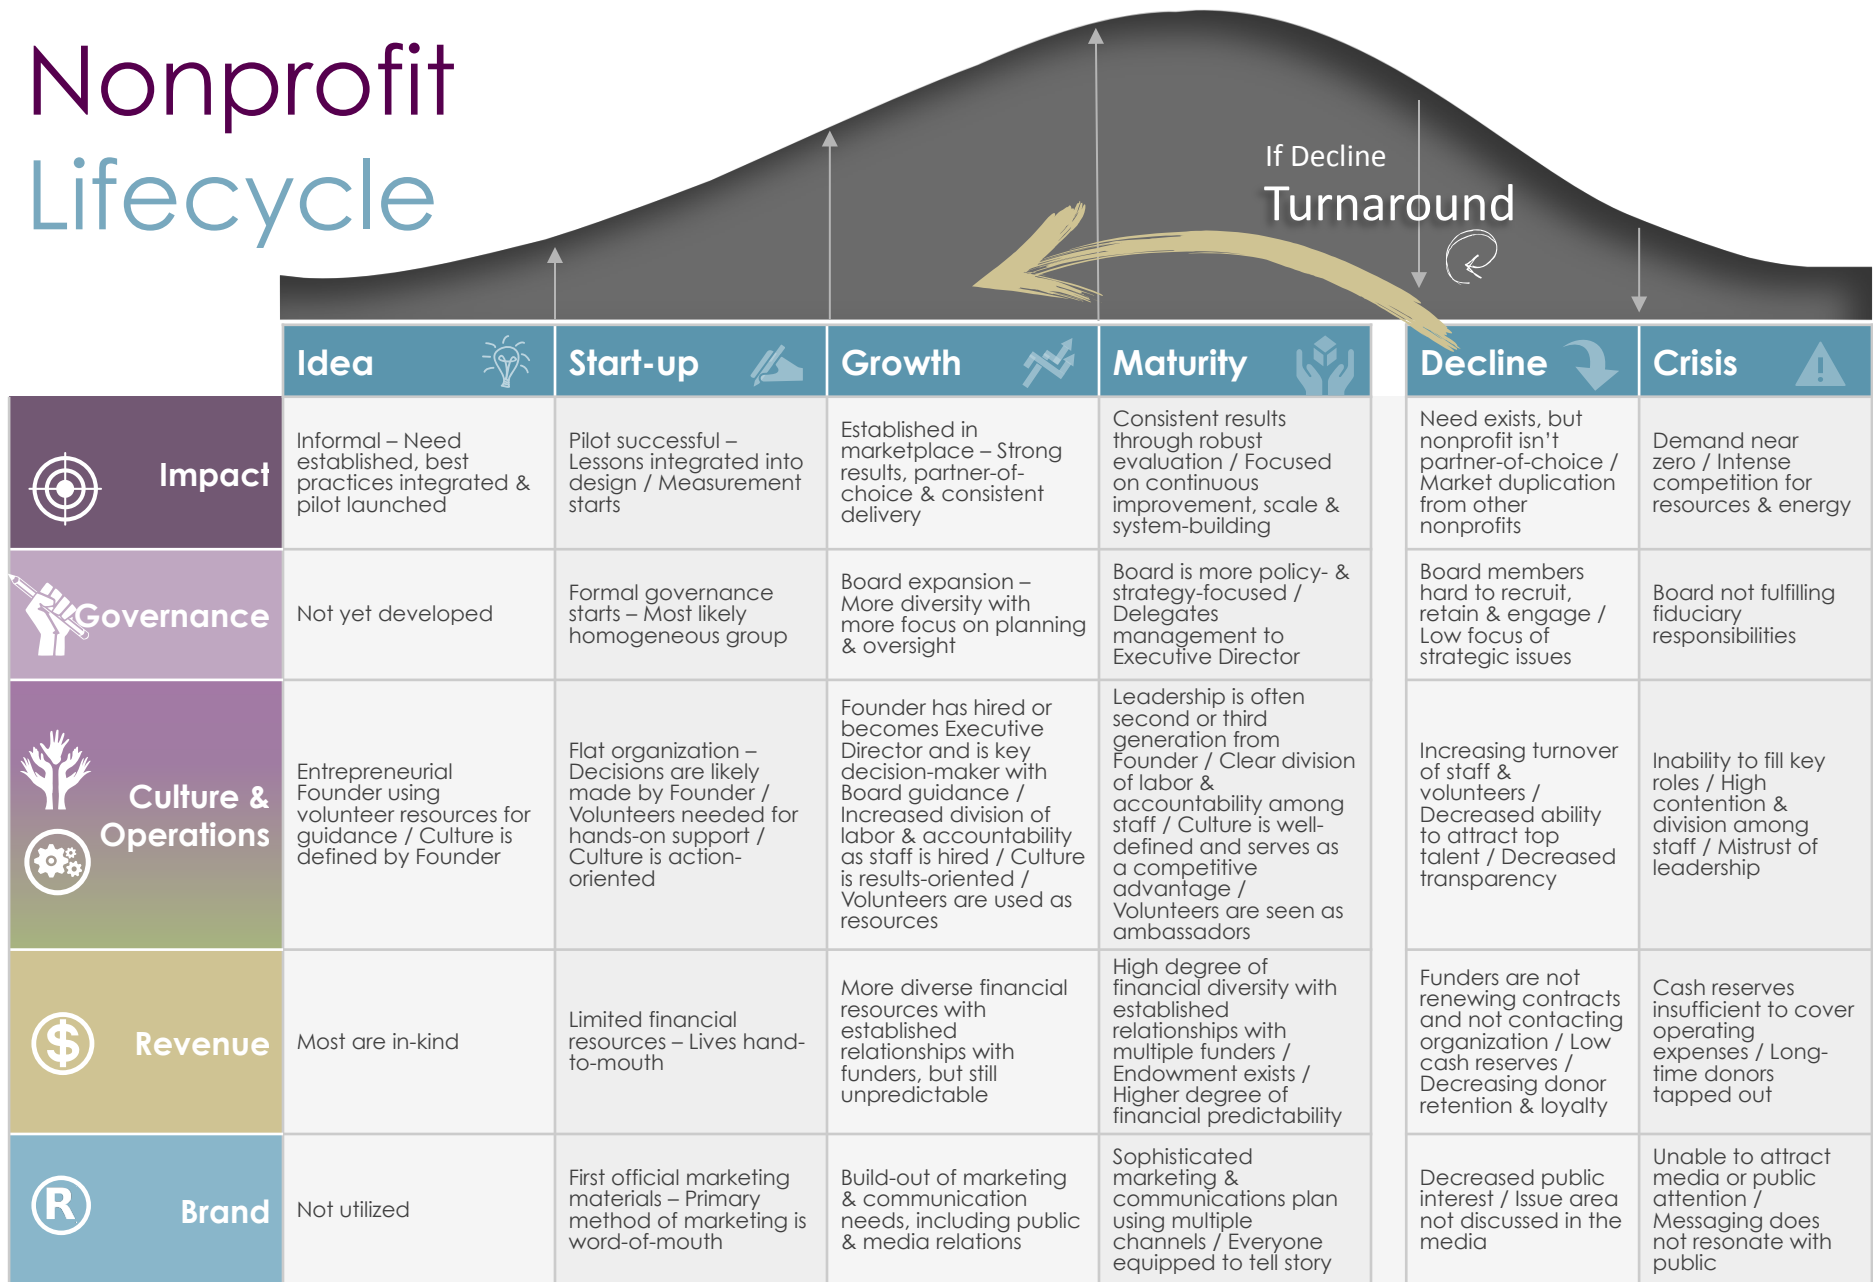 Nonprofit
Lifecycle
If Decline
Turnaround
Idea
Start-up
Growth
Maturity
Decline
Crisis
Impact
Informal – Need
established, best
practices integrated &
pilot launched
Pilot successful –
Lessons integrated into
design / Measurement
starts
Established in
marketplace – Strong
results, partner-of-
choice & consistent
delivery
Consistent results
through robust
evaluation / Focused
on continuous
improvement, scale &
system-building
Need exists, but
nonprofit isn't
partner-of-choice /
Market duplication
from other
nonprofits
Demand near
zero / Intense
competition for
resources & energy
Governance
Not yet developed
Formal governance
starts – Most likely
homogeneous group
Board expansion –
More diversity with
more focus on planning
& oversight
Board is more policy- &
strategy-focused /
Delegates
management to
Executive Director
Board members
hard to recruit,
retain & engage /
Low focus of
strategic issues
Board not fulfilling
fiduciary
responsibilities
Culture &
Operations
Entrepreneurial
Founder using
volunteer resources for
guidance / Culture is
defined by Founder
Flat organization –
Decisions are likely
made by Founder /
Volunteers needed for
hands-on support /
Culture is action-
oriented
Founder has hired or
becomes Executive
Director and is key
decision-maker with
Board guidance /
Increased division of
labor & accountability
as staff is hired / Culture
is results-oriented /
Volunteers are used as
resources
Leadership is often
second or third
generation from
Founder / Clear division
of labor &
accountability among
staff / Culture is well-
defined and serves as
a competitive
advantage /
Volunteers are seen as
ambassadors
Increasing turnover
of staff &
volunteers /
Decreased ability
to attract top
talent / Decreased
transparency
Inability to fill key
roles / High
contention &
division among
staff / Mistrust of
leadership
$
Revenue
Most are in-kind
Limited financial
resources – Lives hand-
to-mouth
More diverse financial
resources with
established
relationships with
funders, but still
unpredictable
High degree of
financial diversity with
established
relationships with
multiple funders /
Endowment exists /
Higher degree of
financial predictability
Funders are not
renewing contracts
and not contacting
organization / Low
cash reserves /
Decreasing donor
retention & loyalty
Cash reserves
insufficient to cover
operating
expenses / Long-
time donors
tapped out
R
Brand
Not utilized
First official marketing
materials – Primary
method of marketing is
word-of-mouth
Build-out of marketing
& communication
needs, including public
& media relations
Sophisticated
marketing &
communications plan
using multiple
channels / Everyone
equipped to tell story
Decreased public
interest / Issue area
not discussed in the
media
Unable to attract
media or public
attention /
Messaging does
not resonate with
public